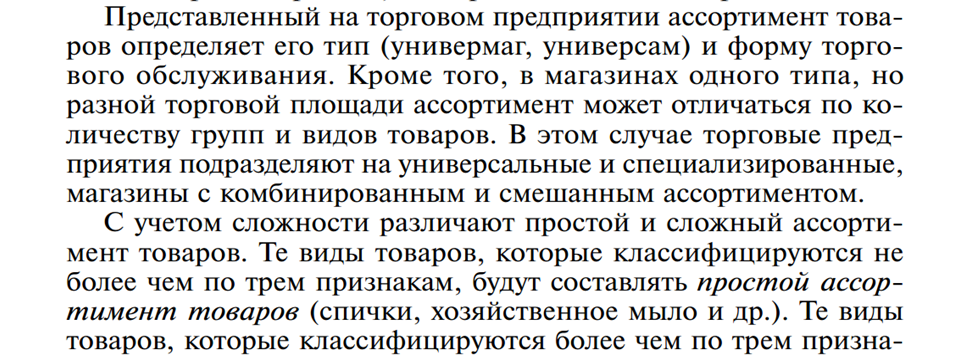 Представленный на торговом предприятии ассортимент това-
ров определяет его тип (универмаг, универсам) и форму торго-
вого обслуживания. Кроме того, в магазинах одного типа, но
разной торговой площади ассортимент может отличаться по ко-
личеству групп и видов товаров. В этом случае торговые пред-
приятия подразделяют на универсальные и специализированные,
магазины с комбинированным и смешанным ассортиментом.
С учетом сложности различают простой и сложный ассорти-
мент товаров. Те виды товаров, которые классифицируются не
более чем по трем признакам, будут составлять простой ассор-
тимент товаров (спички, хозяйственное мыло и др.). Те виды
товаров, которые классифицируются более чем по три призна-